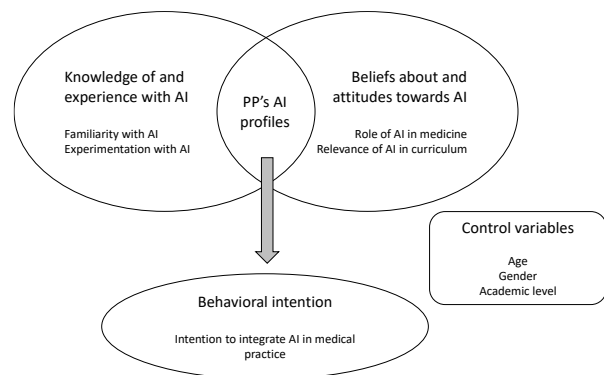 Knowledge of and
experience with AI
Familiarity with AI
Experimentation with AI
PP's AI
profiles
Beliefs about and
attitudes towards AI
Role of AI in medicine
Relevance of AI in curriculum
Control variables
Age
Gender
Academic level
Behavioral intention
Intention to integrate AI in medical
practice